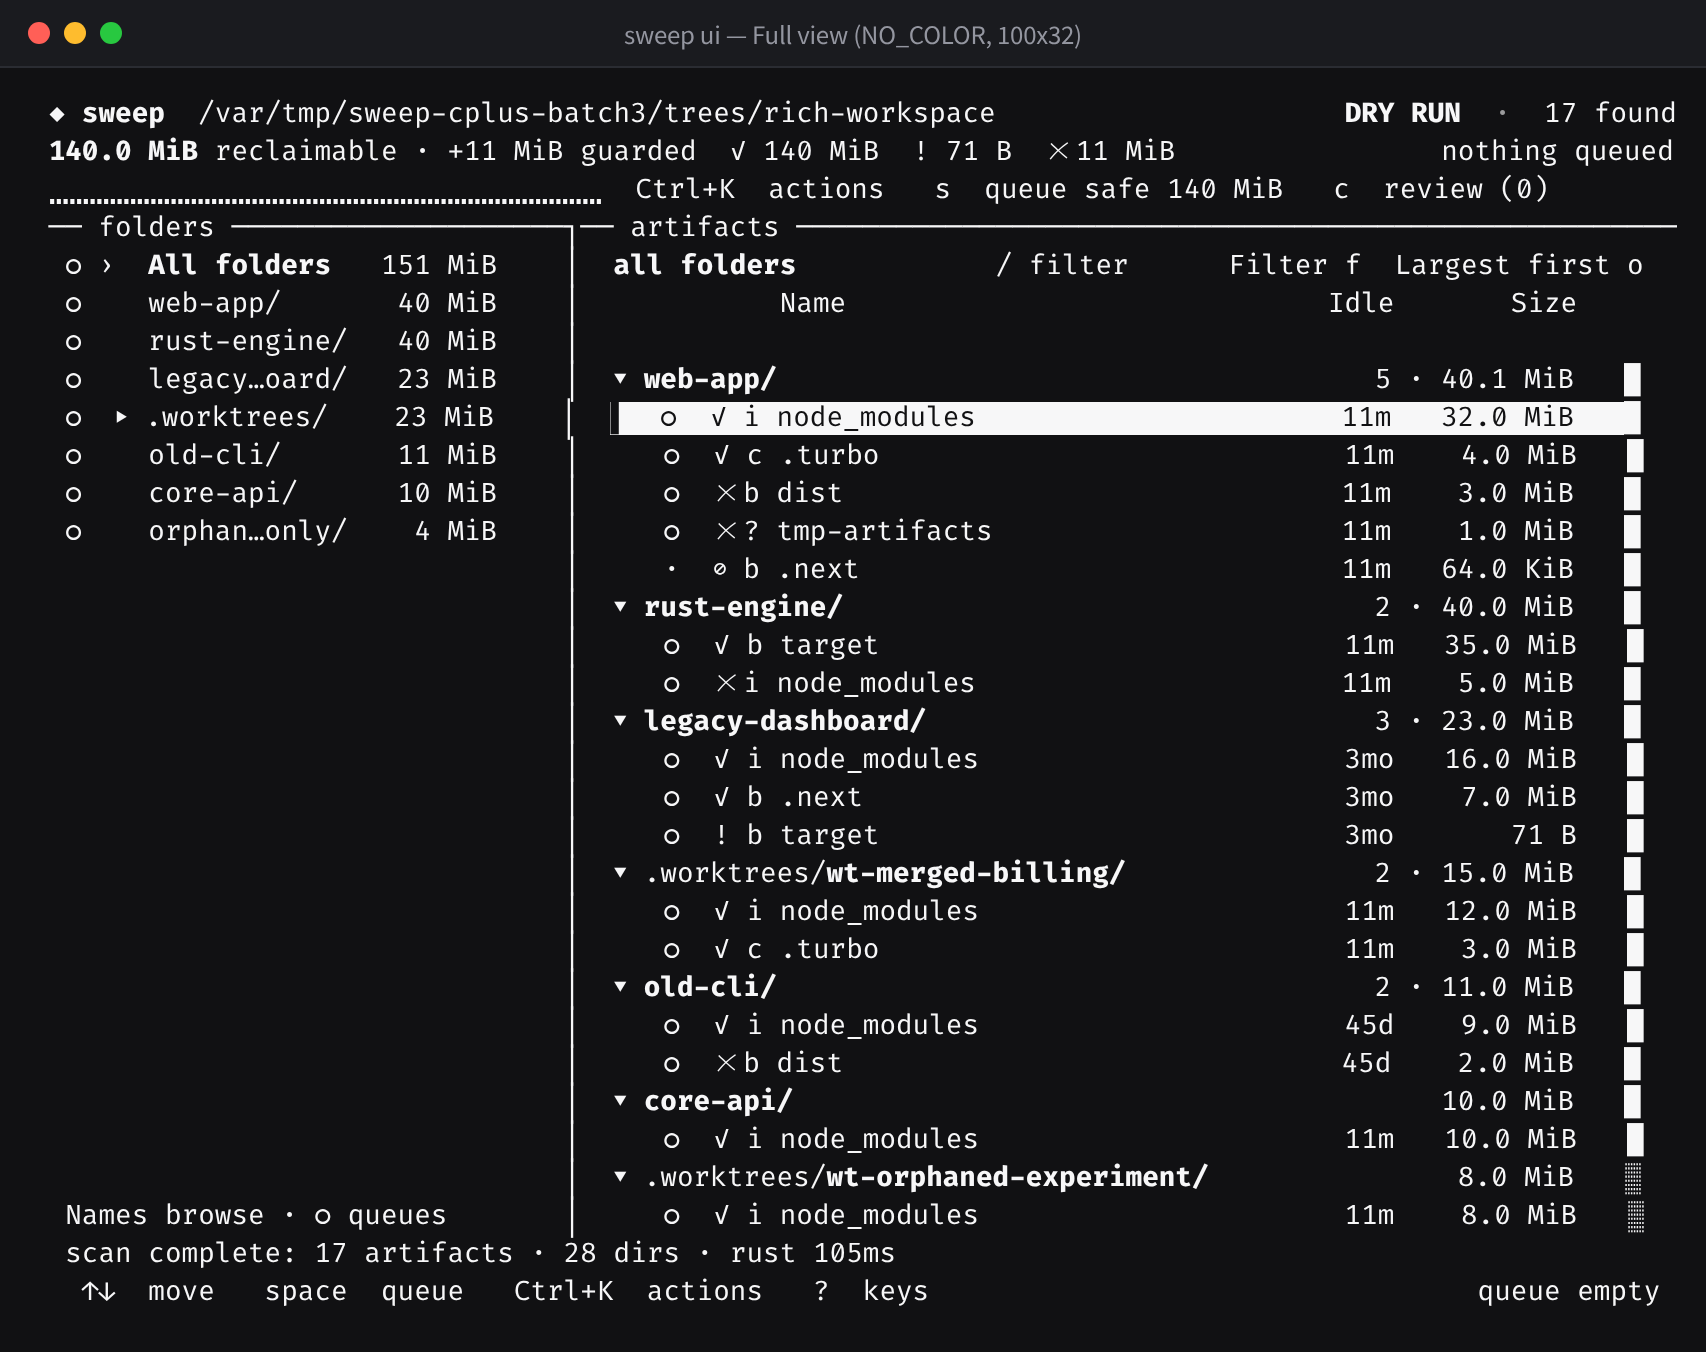 sweep ui — Full view (NO_COLOR, 100x32)
◆ sweep  /var/tmp/sweep-cplus-batch3/trees/rich-workspace  DRY RUN  ·  17 found
140.0 MiB reclaimable · +11 MiB guarded  √ 140 MiB  ! 71 B  ✕ 11 MiB  nothing queued
Ctrl+K  actions   s  queue safe 140 MiB   c  review (0)
folders  artifacts
○ ›  All folders   151 MiB  all folders  / filter  Filter f  Largest first o
○  web-app/   40 MiB  Name  Idle  Size
○  rust-engine/   40 MiB
○  legacy…oard/   23 MiB  ▾ web-app/  5 · 40.1 MiB
○  ▸ .worktrees/   23 MiB  ○  √ i node_modules  11m  32.0 MiB
○  old-cli/   11 MiB  ○  √ c .turbo  11m  4.0 MiB
○  core-api/   10 MiB  ○  ✕ b dist  11m  3.0 MiB
○  orphan…only/   4 MiB  ○  ✕ ? tmp-artifacts  11m  1.0 MiB
·  ⊘ b .next  11m  64.0 KiB
▾ rust-engine/  2 · 40.0 MiB
○  √ b target  11m  35.0 MiB
○  ✕ i node_modules  11m  5.0 MiB
▾ legacy-dashboard/  3 · 23.0 MiB
○  √ i node_modules  3mo  16.0 MiB
○  √ b .next  3mo  7.0 MiB
○  ! b target  3mo  71 B
▾ .worktrees/wt-merged-billing/  2 · 15.0 MiB
○  √ i node_modules  11m  12.0 MiB
○  √ c .turbo  11m  3.0 MiB
▾ old-cli/  2 · 11.0 MiB
○  √ i node_modules  45d  9.0 MiB
○  ✕ b dist  45d  2.0 MiB
▾ core-api/  10.0 MiB
○  √ i node_modules  11m  10.0 MiB
▾ .worktrees/wt-orphaned-experiment/  8.0 MiB
Names browse · ○ queues  ○  √ i node_modules  11m  8.0 MiB
scan complete: 17 artifacts · 28 dirs · rust 105ms
↑↓  move   space  queue   Ctrl+K  actions   ?  keys  queue empty